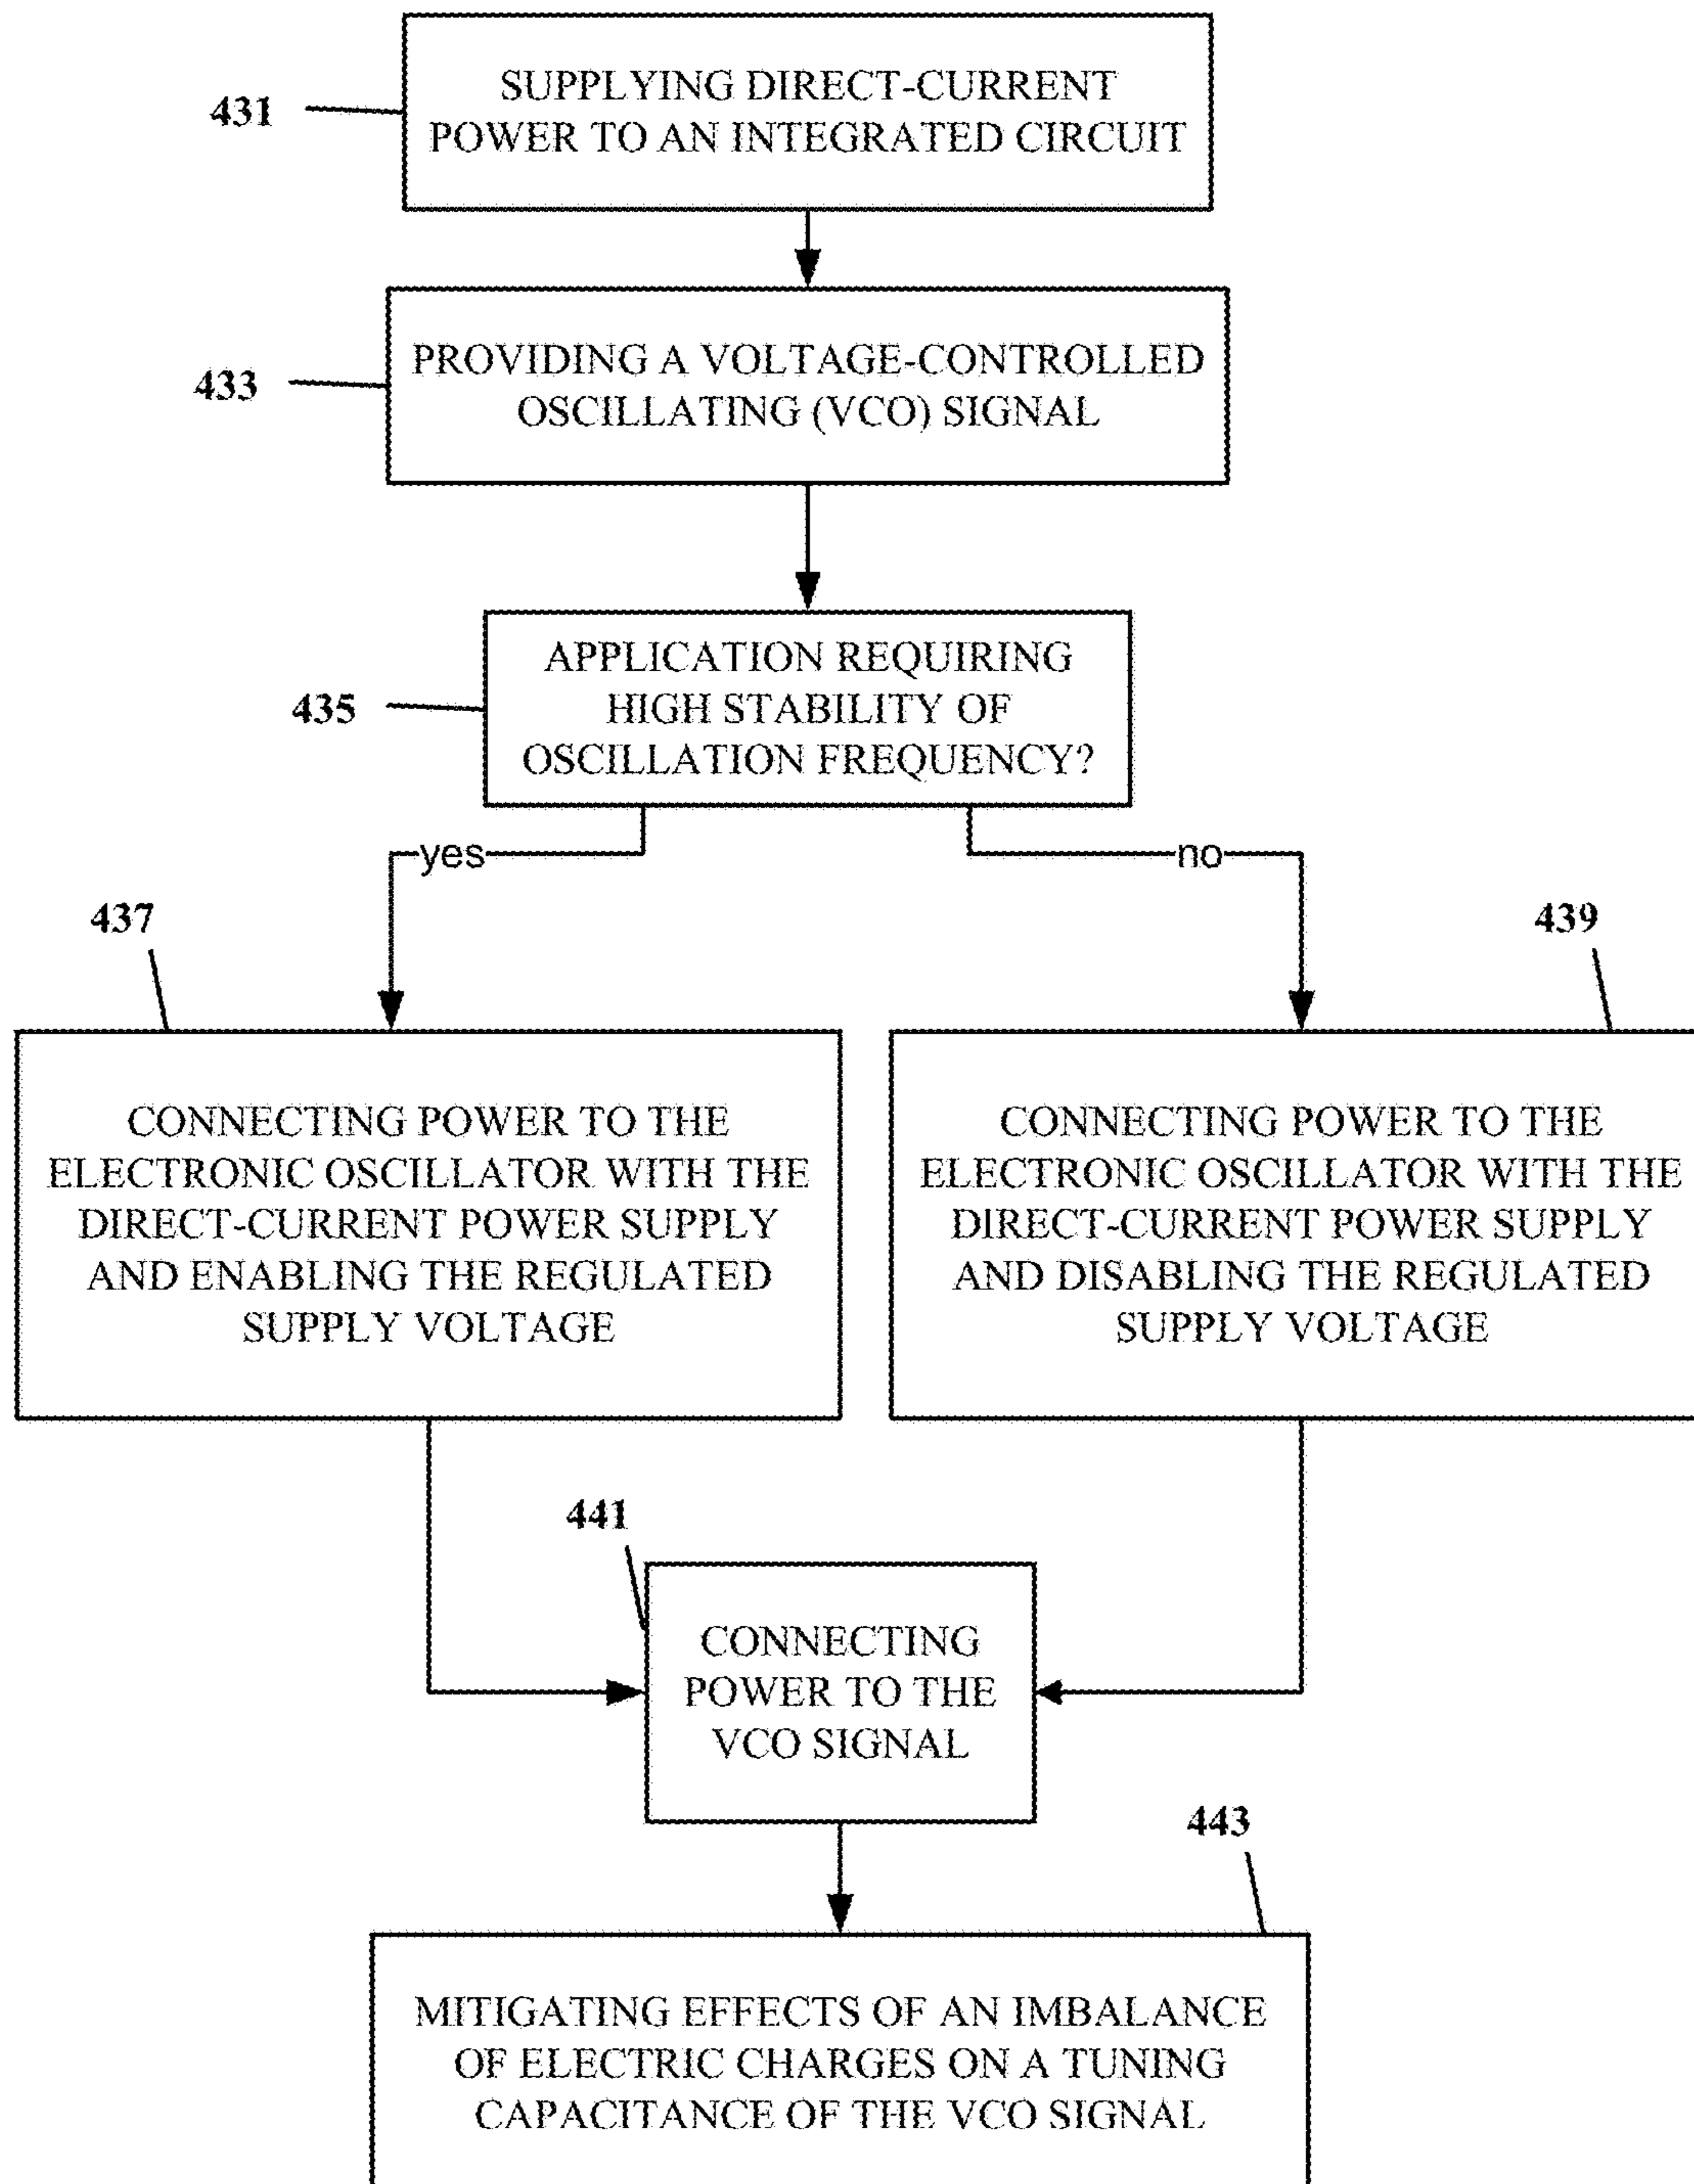 431
SUPPLYING DIRECT-CURRENT
POWER TO AN INTEGRATED CIRCUIT
433
PROVIDING A VOLTAGE-CONTROLLED
OSCILLATING (VCO) SIGNAL
435
APPLICATION REQUIRING
HIGH STABILITY OF
OSCILLATION FREQUENCY?
yes
no
437
CONNECTING POWER TO THE
ELECTRONIC OSCILLATOR WITH THE
DIRECT-CURRENT POWER SUPPLY
AND ENABLING THE REGULATED
SUPPLY VOLTAGE
439
CONNECTING POWER TO THE
ELECTRONIC OSCILLATOR WITH THE
DIRECT-CURRENT POWER SUPPLY
AND DISABLING THE REGULATED
SUPPLY VOLTAGE
441
CONNECTING
POWER TO THE
VCO SIGNAL
443
MITIGATING EFFECTS OF AN IMBALANCE
OF ELECTRIC CHARGES ON A TUNING
CAPACITANCE OF THE VCO SIGNAL